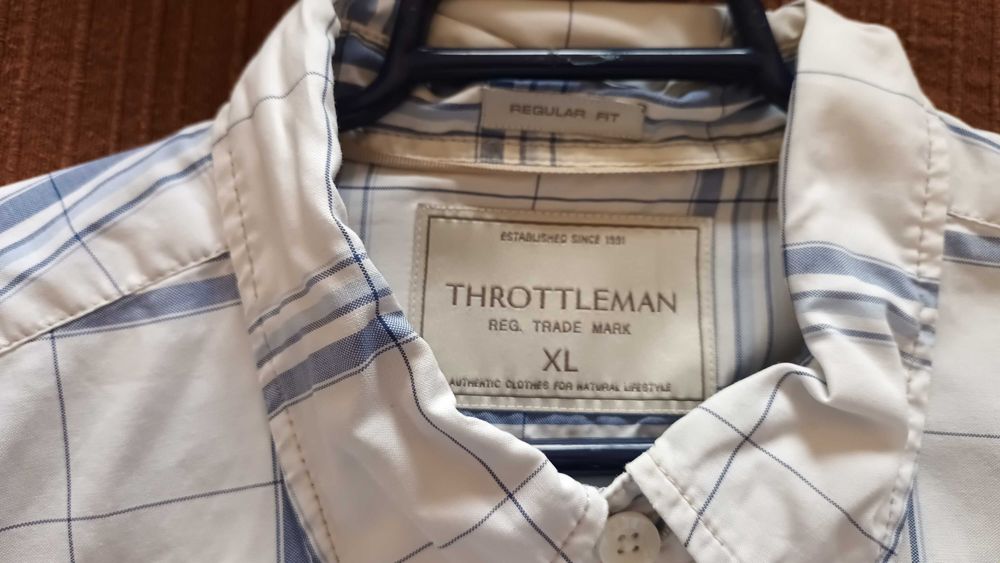 REGULAR FIT
ESTABLISHED SINCE 1991
THROTTLEMAN
REG. TRADE MARK
XL
AUTHENTIC CLOTHES FOR NATURAL LIFESTYLE